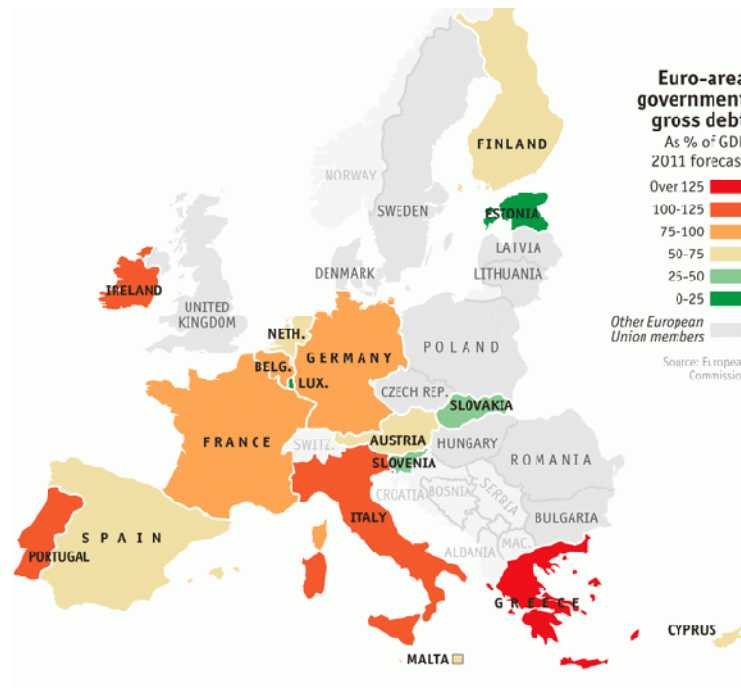 FINLAND
Euro-area
government
gross debt
As % of GDP
2011 forecast
NORWAY
Over 125
100-125
75-100
50-75
25-50
0-25
Other European
Union members
Source: European
Commission
SWEDEN
ESTONIA
LATVIA
LITHUANIA
DENMARK
IRELAND
UNITED
KINGDOM
NETH.
GERMANY
POLAND
BELG.
LUX.
CZECH REP.
SLOVAKIA
FRANCE
SWITZ.
AUSTRIA
HUNGARY
SLOVENIA
ROMANIA
CROATIA
BOSNIA
SERBIA
ITALY
BULGARIA
SPAIN
PORTUGAL
ALBANIA
MAC.
GREECE
CYPRUS
MALTA